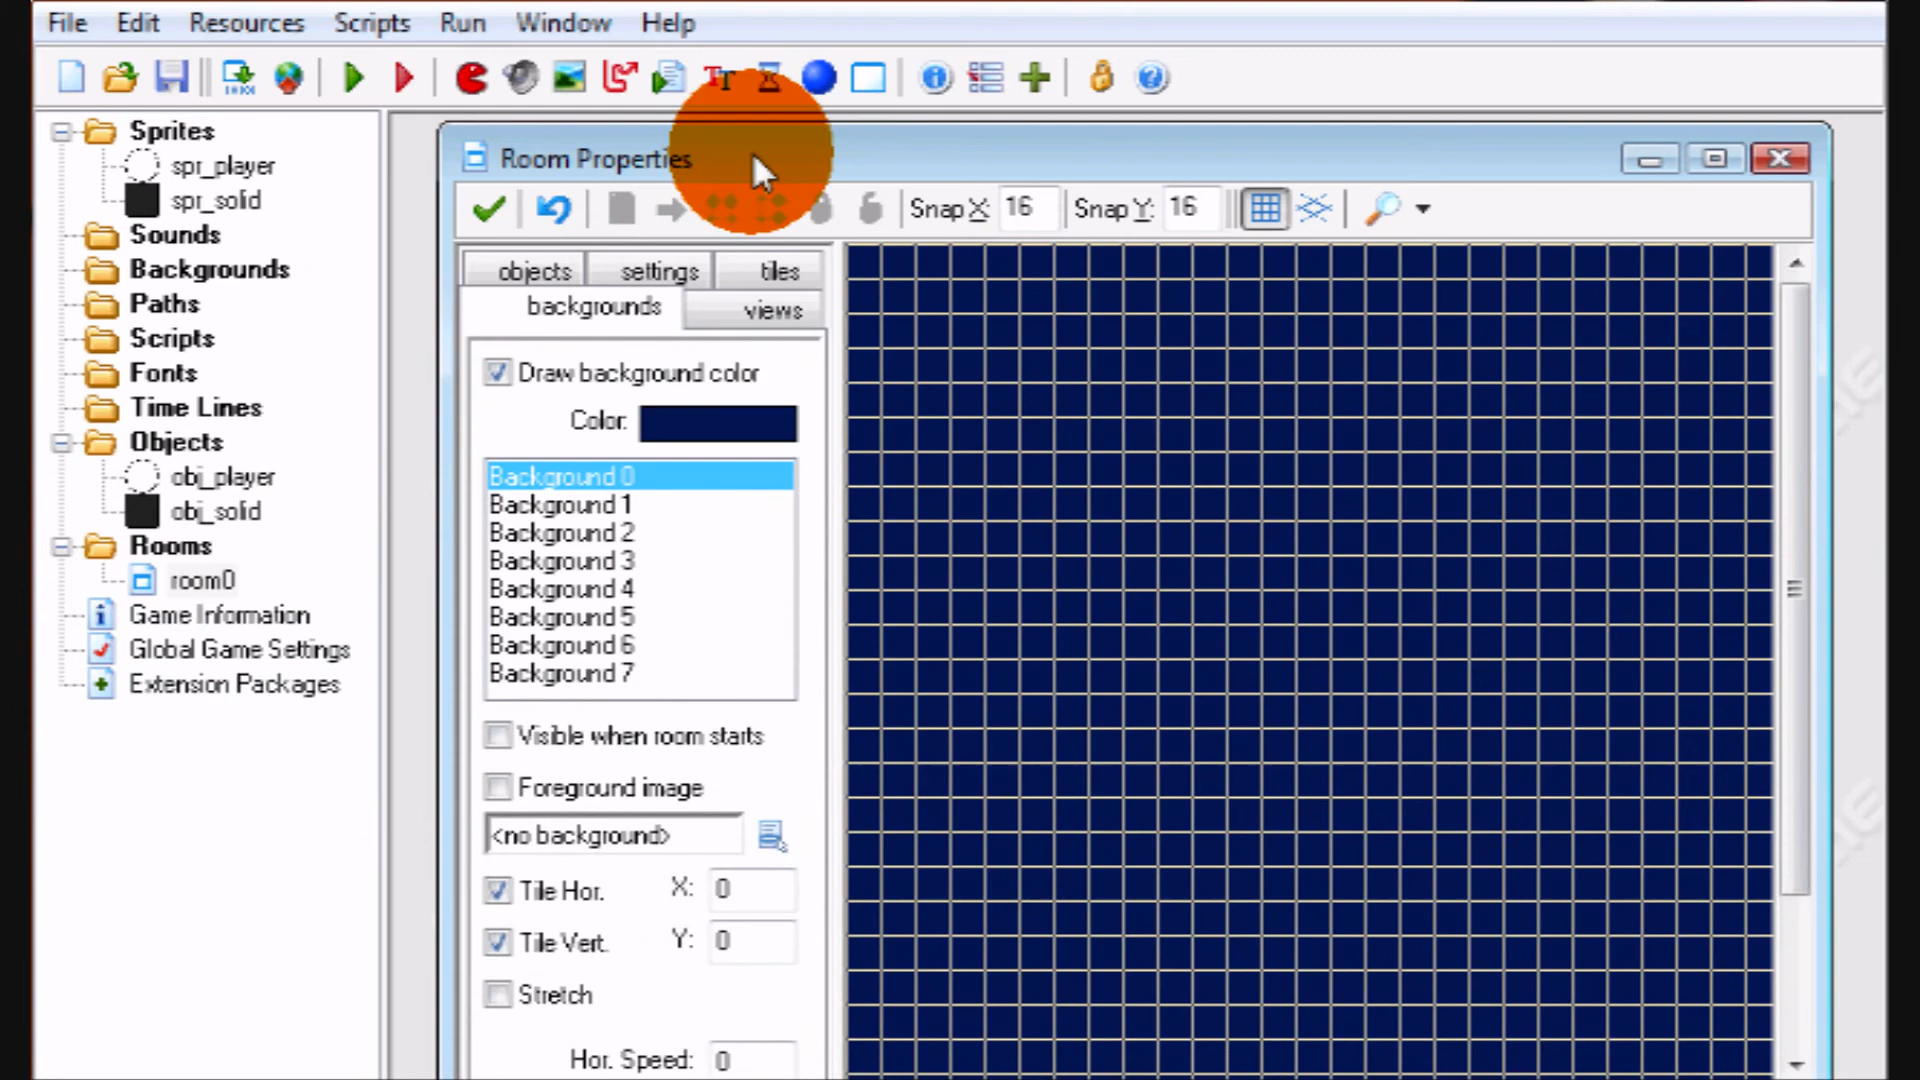 File Edit Resources Scripts Run Window Help
Sprites
spr_player
spr_solid
Sounds
Backgrounds
Paths
Scripts
Fonts
Time Lines
Objects
obj_player
obj_solid
Rooms
room0
Game Information
Global Game Settings
Extension Packages
Room Properties
Snap X: 16 Snap Y: 16
objects settings tiles
backgrounds views
Draw background color
Color:
Background 0
Background 1
Background 2
Background 3
Background 4
Background 5
Background 6
Background 7
Visible when room starts
Foreground image
<no background>
Tile Hor. X: 0
Tile Vert. Y: 0
Stretch
Hor. Speed: 0